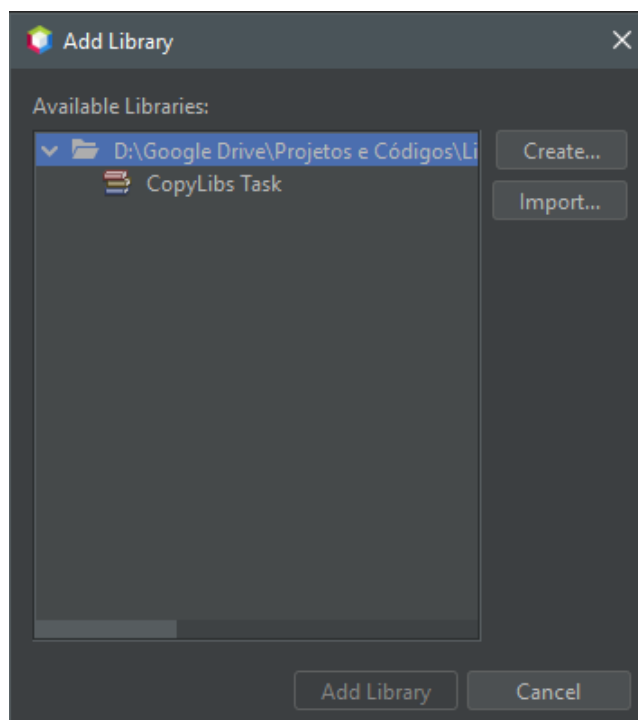 Add Library
Available Libraries:
D:\Google Drive\Projetos e Códigos\Li
Create...
CopyLibs Task
Import...
Add Library
Cancel